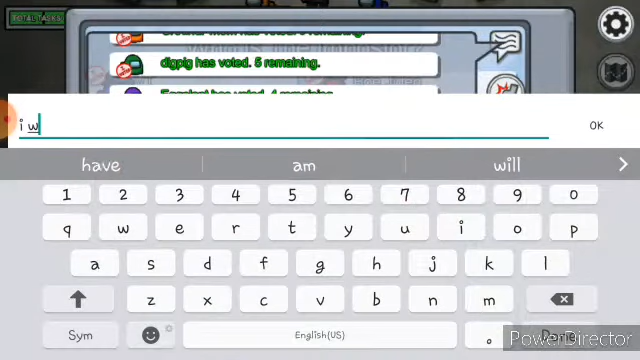 TOTAL TASKS
digpig has voted. 5 remaining.
i w
OK
have am will
1 2 3 4 5 6 7 8 9 0
q w e r t y u i o p
a s d f g h j k l
z x c v b n m
Sym English(US) . Done
PowerDirector